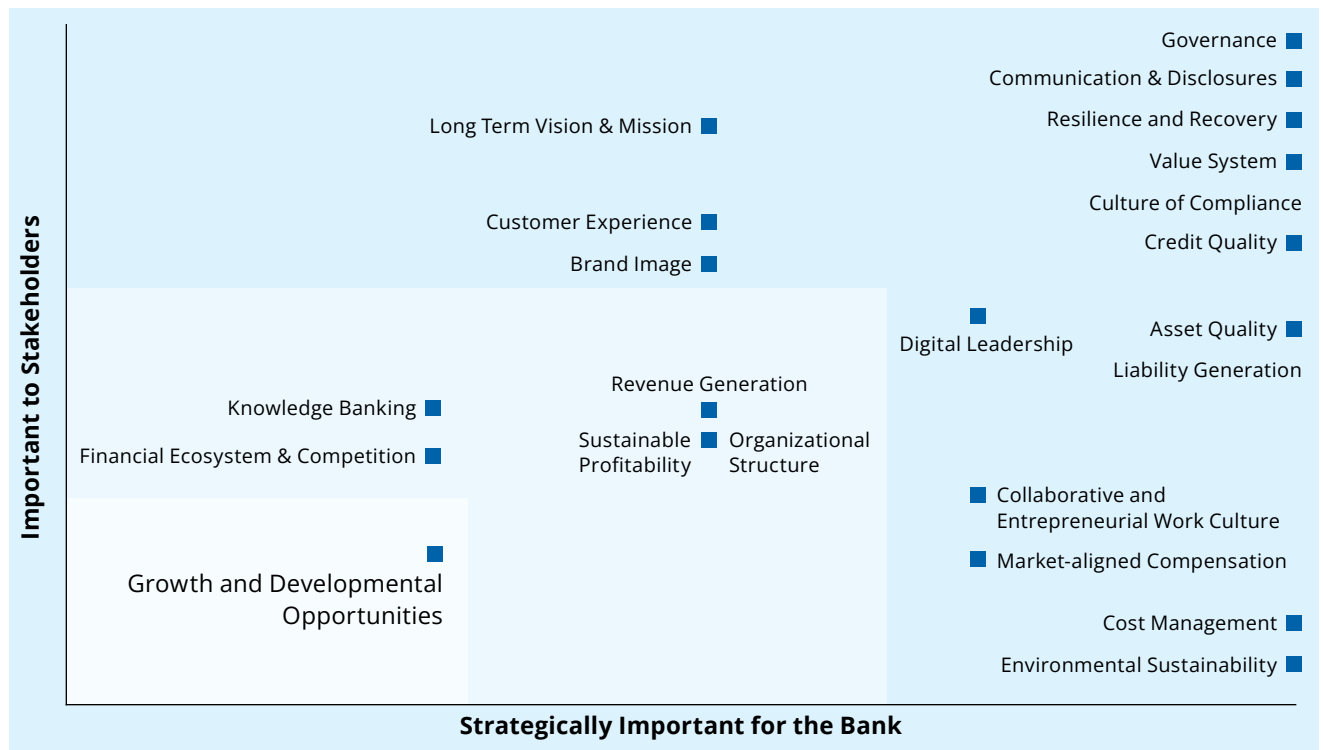 Governance
Communication & Disclosures
Long Term Vision & Mission
Resilience and Recovery
Value System
Culture of Compliance
Customer Experience
Credit Quality
Brand Image
Important to Stakeholders
Digital Leadership
Asset Quality
Liability Generation
Revenue Generation
Knowledge Banking
Sustainable
Profitability
Organizational
Structure
Financial Ecosystem & Competition
Collaborative and
Entrepreneurial Work Culture
Market-aligned Compensation
Growth and Developmental
Opportunities
Cost Management
Environmental Sustainability
Strategically Important for the Bank